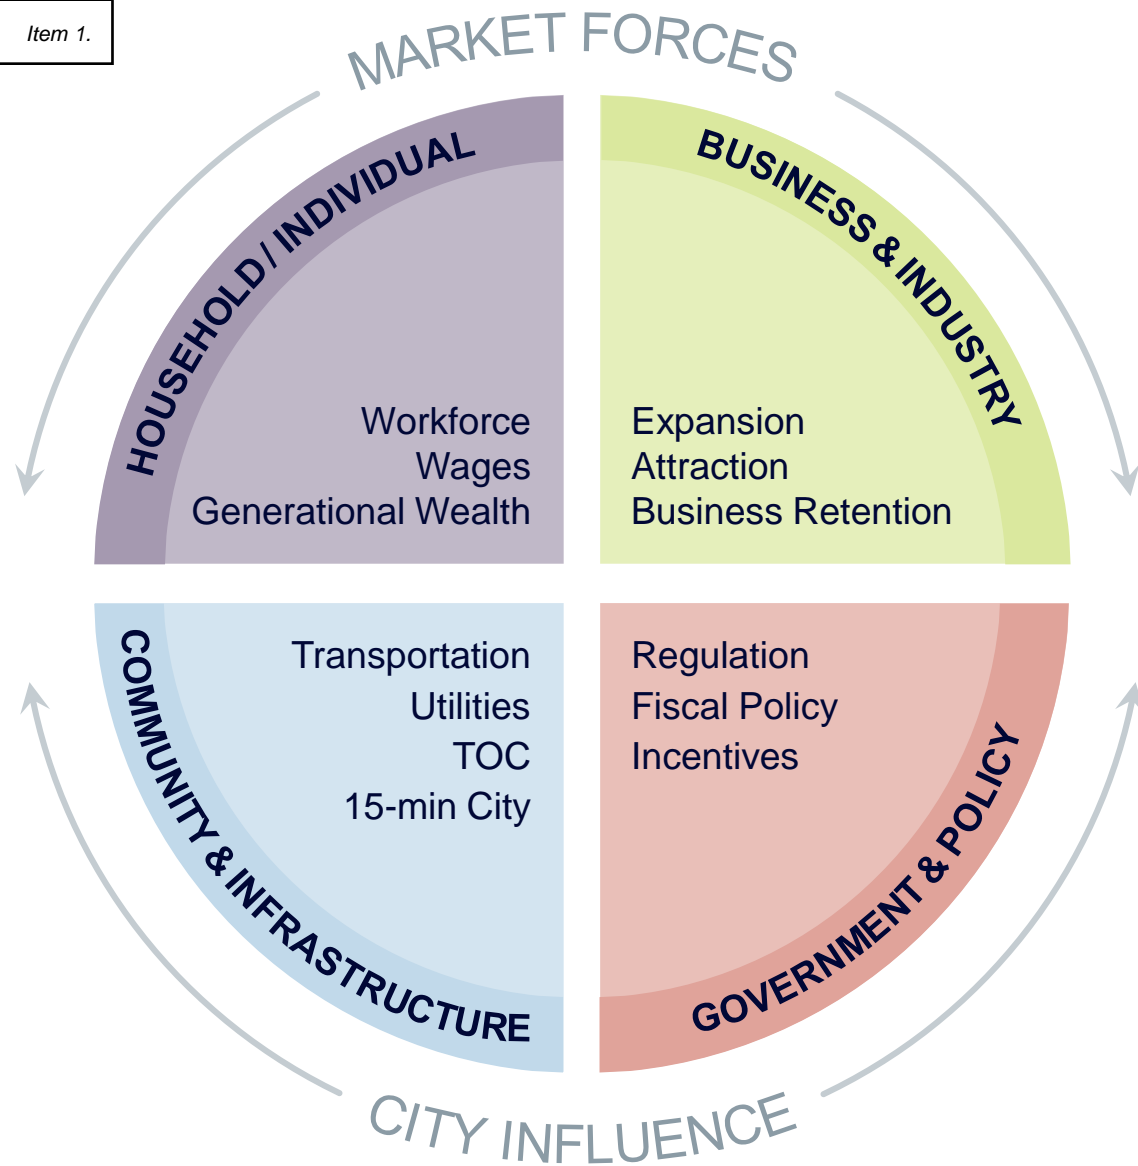 Item 1.
MARKET FORCES
HOUSEHOLD / INDIVIDUAL
Workforce
Wages
Generational Wealth
BUSINESS & INDUSTRY
Expansion
Attraction
Business Retention
COMMUNITY & INFRASTRUCTURE
Transportation
Utilities
TOC
15-min City
GOVERNMENT & POLICY
Regulation
Fiscal Policy
Incentives
CITY INFLUENCE